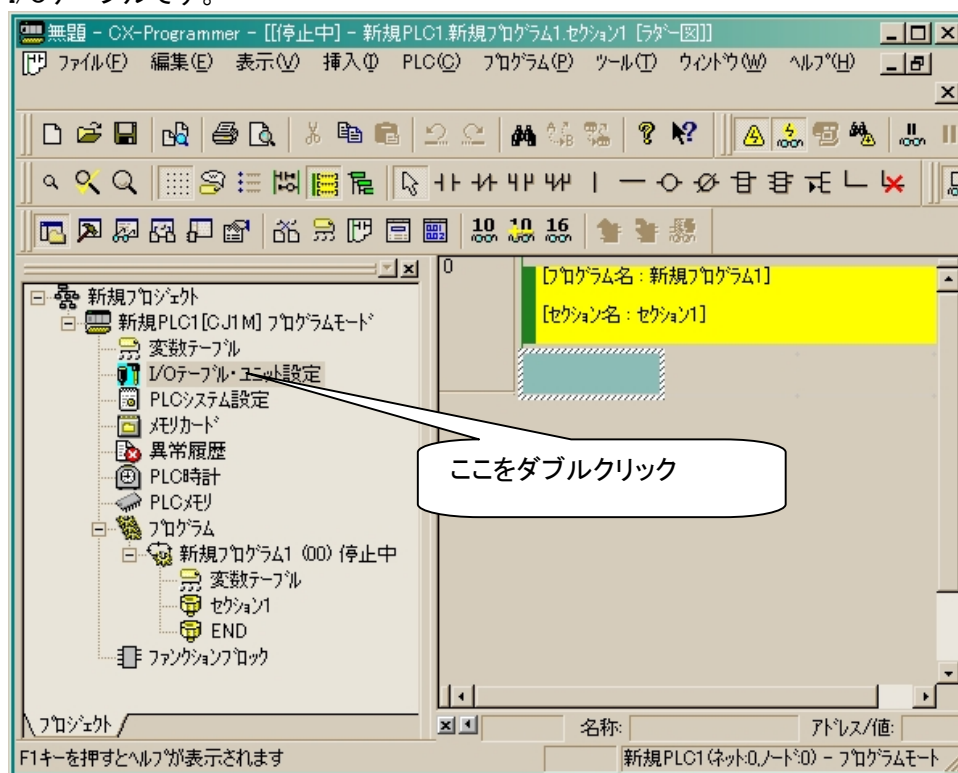 I/Oテーブルです。
無題 - CX-Programmer - [[停止中] - 新規PLC1.新規ﾌﾟﾛｸﾞﾗﾑ1.ｾｸｼｮﾝ1 [ﾗﾀﾞｰ図]]
ﾌｧｲﾙ(F) 編集(E) 表示(V) 挿入(I) PLC(C) ﾌﾟﾛｸﾞﾗﾑ(P) ﾂｰﾙ(T) ｳｨﾝﾄﾞｳ(W) ﾍﾙﾌﾟ(H)
10 10 16
0
[ﾌﾟﾛｸﾞﾗﾑ名 : 新規ﾌﾟﾛｸﾞﾗﾑ1]
[ｾｸｼｮﾝ名 : ｾｸｼｮﾝ1]
新規ﾌﾟﾛｼﾞｪｸﾄ
新規PLC1[CJ1M] ﾌﾟﾛｸﾞﾗﾑﾓｰﾄﾞ
変数ﾃｰﾌﾞﾙ
I/Oﾃｰﾌﾞﾙ・ﾕﾆｯﾄ設定
PLCｼｽﾃﾑ設定
ﾒﾓﾘｶｰﾄﾞ
異常履歴
PLC時計
PLCﾒﾓﾘ
ﾌﾟﾛｸﾞﾗﾑ
新規ﾌﾟﾛｸﾞﾗﾑ1 (00) 停止中
変数ﾃｰﾌﾞﾙ
ｾｸｼｮﾝ1
END
ﾌｧﾝｸｼｮﾝﾌﾞﾛｯｸ
ここをダブルクリック
ﾌﾟﾛｼﾞｪｸﾄ
名称:
ｱﾄﾞﾚｽ/値:
F1ｷｰを押すとﾍﾙﾌﾟが表示されます
新規PLC1 (ﾈｯﾄ:0,ﾉｰﾄﾞ:0) - ﾌﾟﾛｸﾞﾗﾑﾓｰﾄ